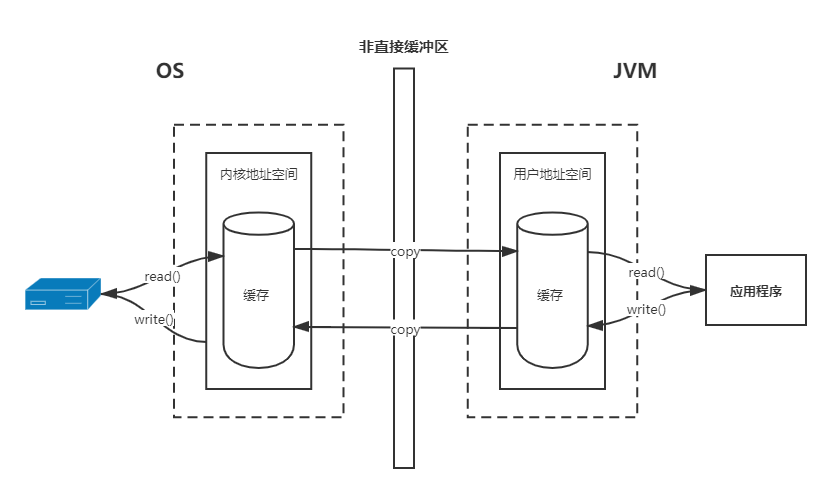 非直接缓冲区
OS
JVM
内核地址空间
用户地址空间
copy
read()
read()
缓存
缓存
应用程序
write()
write()
copy